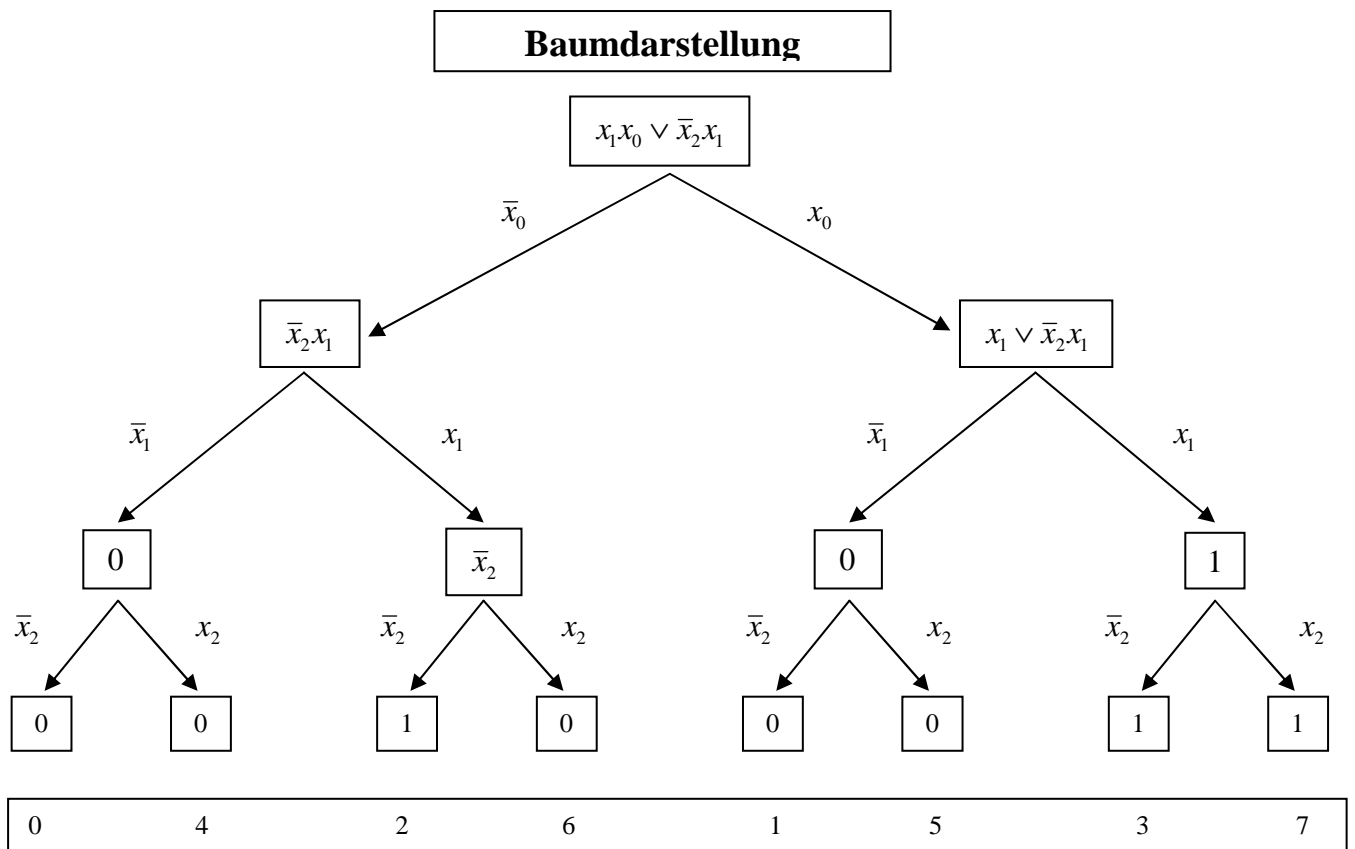 Baumdarstellung
x₁x₀ ∨ x̅₂x₁
x̅₀ x₀
x̅₂x₁ x₁ ∨ x̅₂x₁
x̅₁ x₁ x̅₁ x₁
0 x̅₂ 0 1
x̅₂ x₂ x̅₂ x₂ x̅₂ x₂ x̅₂ x₂
0 0 1 0 0 0 1 1
0 4 2 6 1 5 3 7